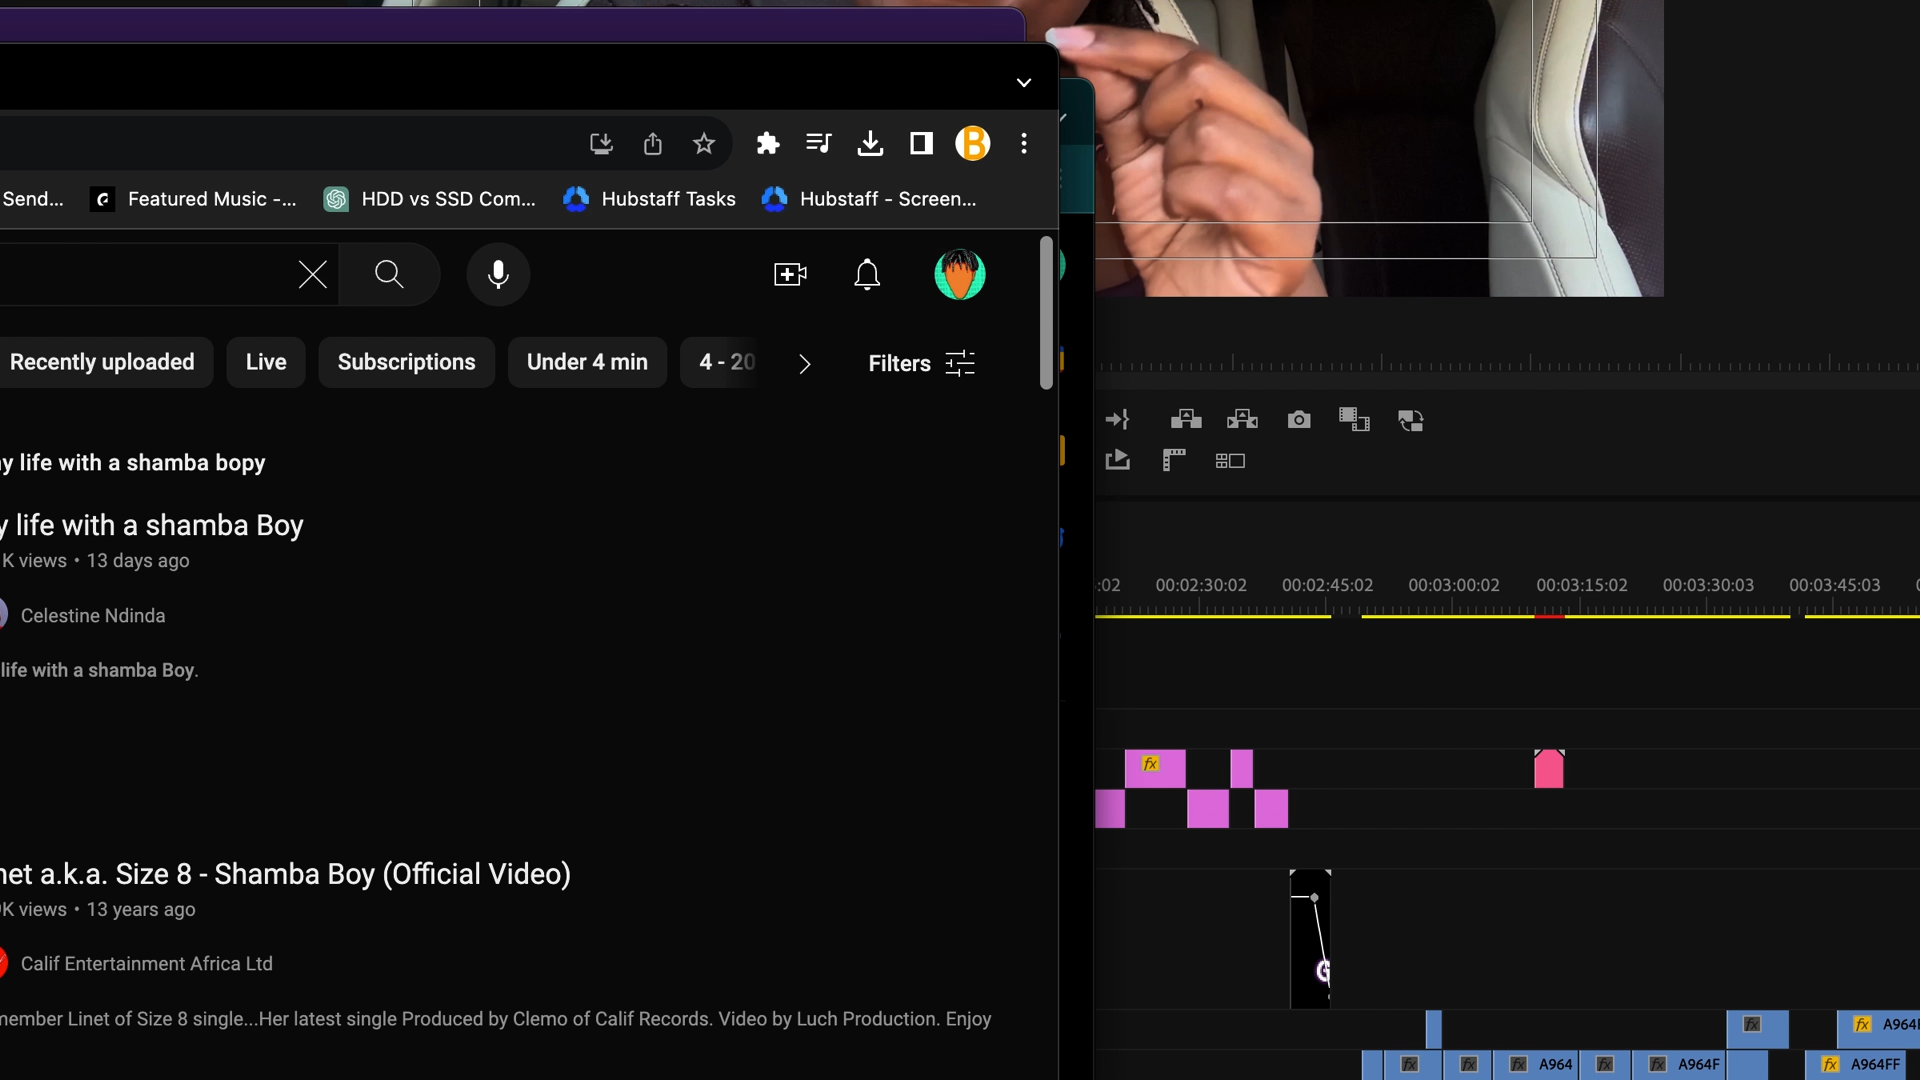 Send...
Featured Music -...
HDD vs SSD Com...
Hubstaff Tasks
Hubstaff - Screen...
Recently uploaded
Live
Subscriptions
Under 4 min
4 - 20
Filters
y life with a shamba bopy
y life with a shamba Boy
K views • 13 days ago
Celestine Ndinda
life with a shamba Boy.
net a.k.a. Size 8 - Shamba Boy (Official Video)
K views • 13 years ago
Calif Entertainment Africa Ltd
member Linet of Size 8 single...Her latest single Produced by Clemo of Calif Records. Video by Luch Production. Enjoy
:02
00:02:30:02
00:02:45:02
00:03:00:02
00:03:15:02
00:03:30:03
00:03:45:03
fx
fx
fx A964F
fx
fx
fx A964
fx
fx A964F
fx A964FF